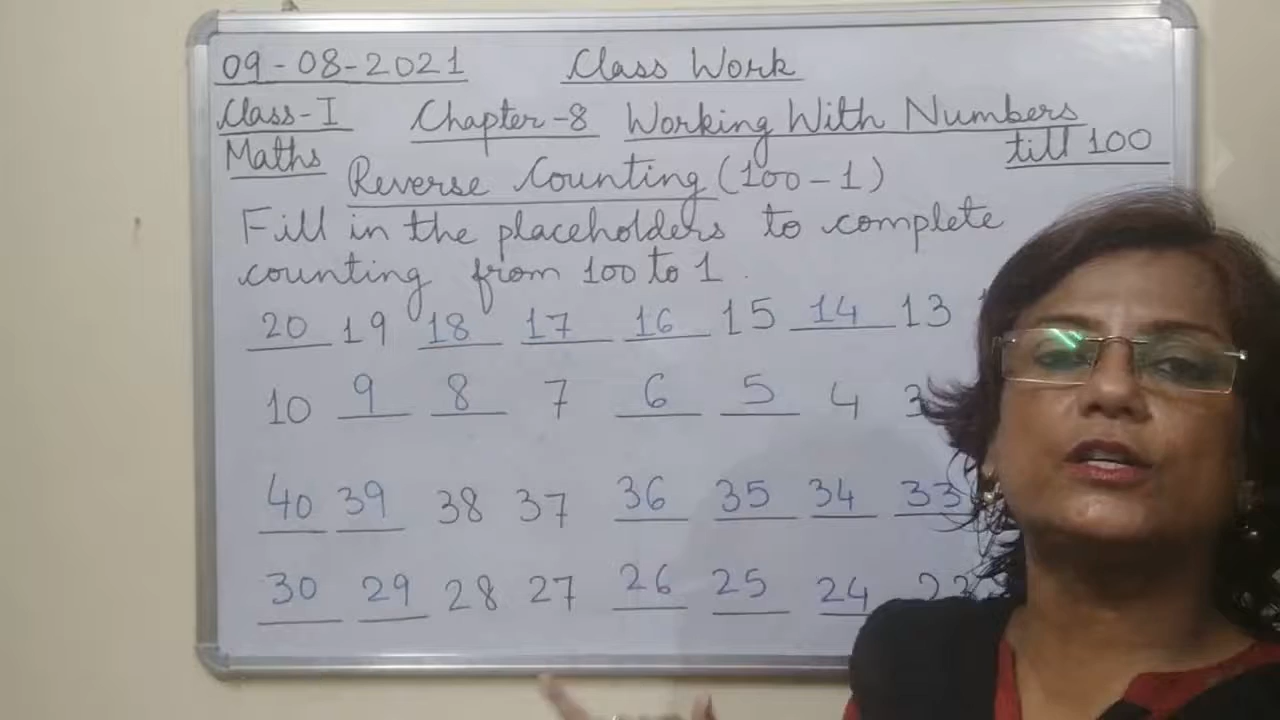 09-08-2021 Class Work
Class-I Chapter-8 Working With Numbers
till 100
Maths
Reverse Counting (100-1)
Fill in the placeholders to complete
counting from 100 to 1.
20 19 18 17 16 15 14 13
10 9 8 7 6 5 4 3
40 39 38 37 36 35 34 33
30 29 28 27 26 25 24 23